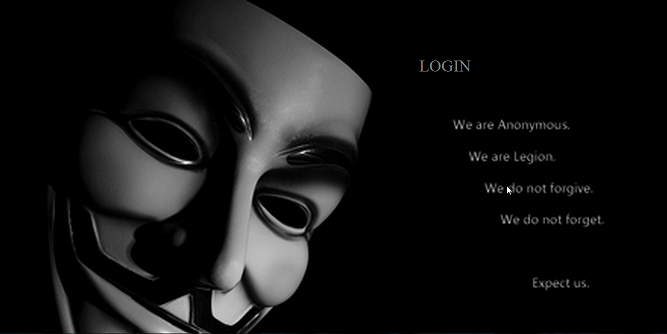 LOGIN
We are Anonymous.
We are Legion.
We do not forgive.
We do not forget.
Expect us.